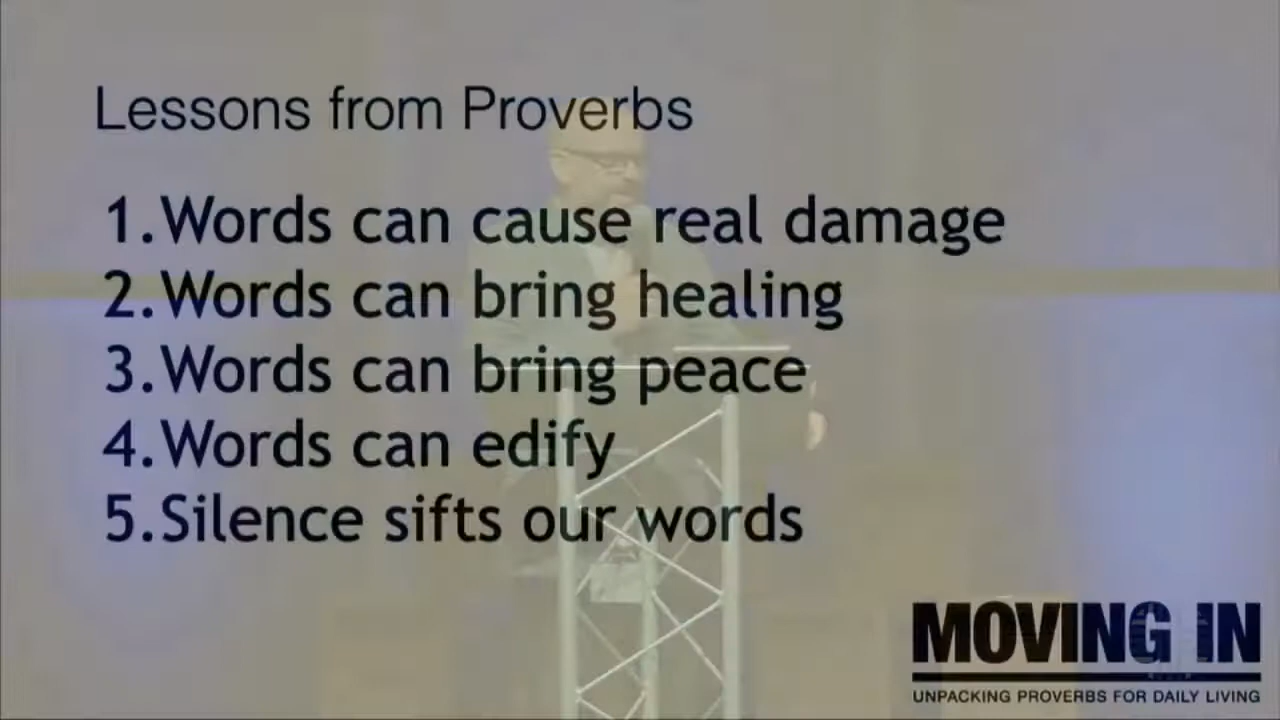 Lessons from Proverbs
1.Words can cause real damage
2.Words can bring healing
3.Words can bring peace
4.Words can edify
5.Silence sifts our words
MOVING IN
UNPACKING PROVERBS FOR DAILY LIVING